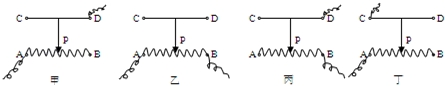 C D C D C D C D
P P P P
A B A B A B A B
甲 乙 丙 丁